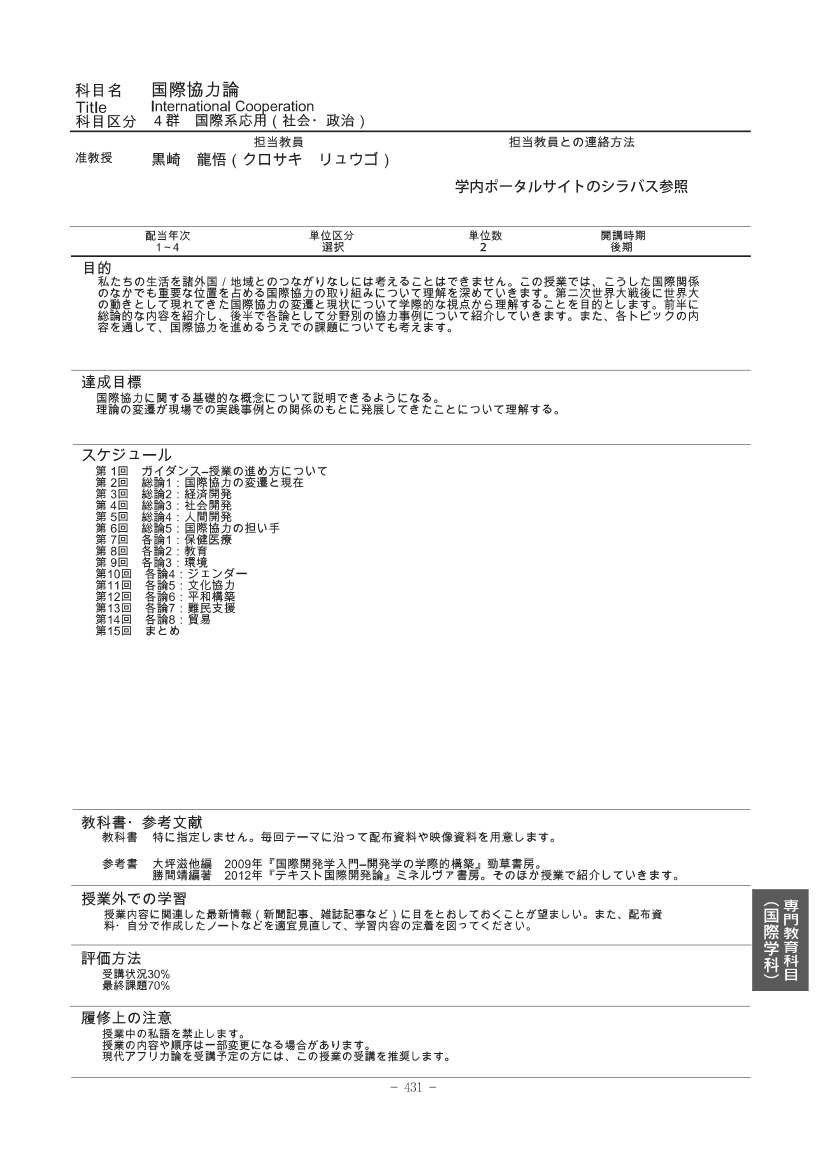 科目名　国際協力論
Title　International Cooperation
科目区分　４群　国際系応用（社会・政治）
担当教員　担当教員との連絡方法
准教授　黒崎　龍悟（クロサキ　リュウゴ）
学内ポータルサイトのシラバス参照
配当年次　単位区分　単位数　開講時期
1~4　選択　2　後期
目的
私たちの生活を諸外国／地域とのつながりなしには考えることはできません。この授業では、こうした国際関係
のなかでも重要な位置を占める国際協力の取り組みについて理解を深めていきます。第二次世界大戦後に世界大
の動きとして現れてきた国際協力の変遷と現状について学際的な視点から理解することを目的とします。前半に
総論的な内容を紹介し、後半で各論として分野別の協力事例について紹介していきます。また、各トピックの内
容を通して、国際協力を進めるうえでの課題についても考えます。
達成目標
国際協力に関する基礎的な概念について説明できるようになる。
理論の変遷が現場での実践事例との関係のもとに発展してきたことについて理解する。
スケジュール
第 1回　ガイダンス–授業の進め方について
第 2回　総論1：国際協力の変遷と現在
第 3回　総論2：経済開発
第 4回　総論3：社会開発
第 5回　総論4：人間開発
第 6回　総論5：国際協力の担い手
第 7回　各論1：保健医療
第 8回　各論2：教育
第 9回　各論3：環境
第10回　各論4：ジェンダー
第11回　各論5：文化協力
第12回　各論6：平和構築
第13回　各論7：難民支援
第14回　各論8：貿易
第15回　まとめ
教科書・参考文献
教科書　特に指定しません。毎回テーマに沿って配布資料や映像資料を用意します。
参考書　大坪滋他編　2009年『国際開発学入門–開発学の学際的構築』勁草書房。
勝間靖編著　2012年『テキスト国際開発論』ミネルヴァ書房。そのほか授業で紹介していきます。
授業外での学習
授業内容に関連した最新情報（新聞記事、雑誌記事など）に目をとおしておくことが望ましい。また、配布資
料・自分で作成したノートなどを適宜見直して、学習内容の定着を図ってください。
評価方法
受講状況30%
最終課題70%
履修上の注意
授業中の私語を禁止します。
授業の内容や順序は一部変更になる場合があります。
現代アフリカ論を受講予定の方には、この授業の受講を推奨します。
専門教育科目
（国際学科）
− 431 −